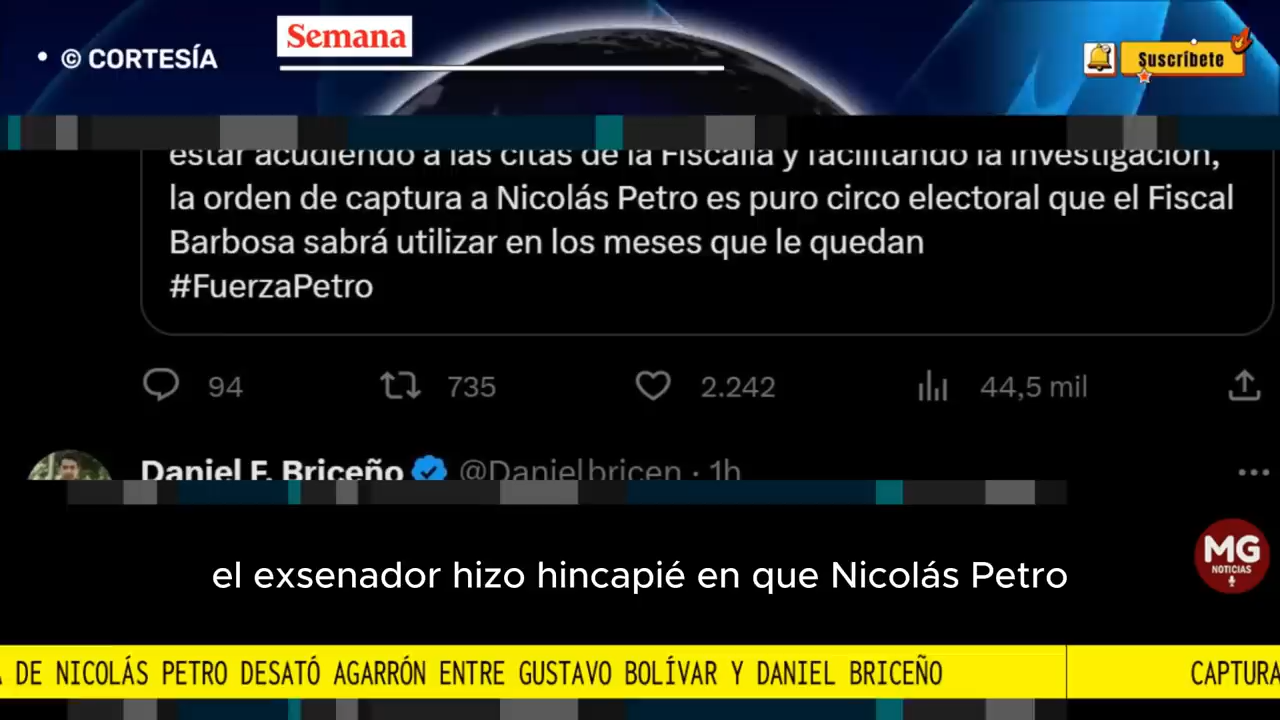 © CORTESÍA
Semana
Suscríbete
estar acudiendo a las citas de la Fiscalía y facilitando la investigación,
la orden de captura a Nicolás Petro es puro circo electoral que el Fiscal
Barbosa sabrá utilizar en los meses que le quedan
#FuerzaPetro
94 735 2.242 44,5 mil
Daniel F. Briceño @Danielbricen · 1h
el exsenador hizo hincapié en que Nicolás Petro
MG
NOTICIAS
A DE NICOLÁS PETRO DESATÓ AGARRÓN ENTRE GUSTAVO BOLÍVAR Y DANIEL BRICEÑO CAPTURA